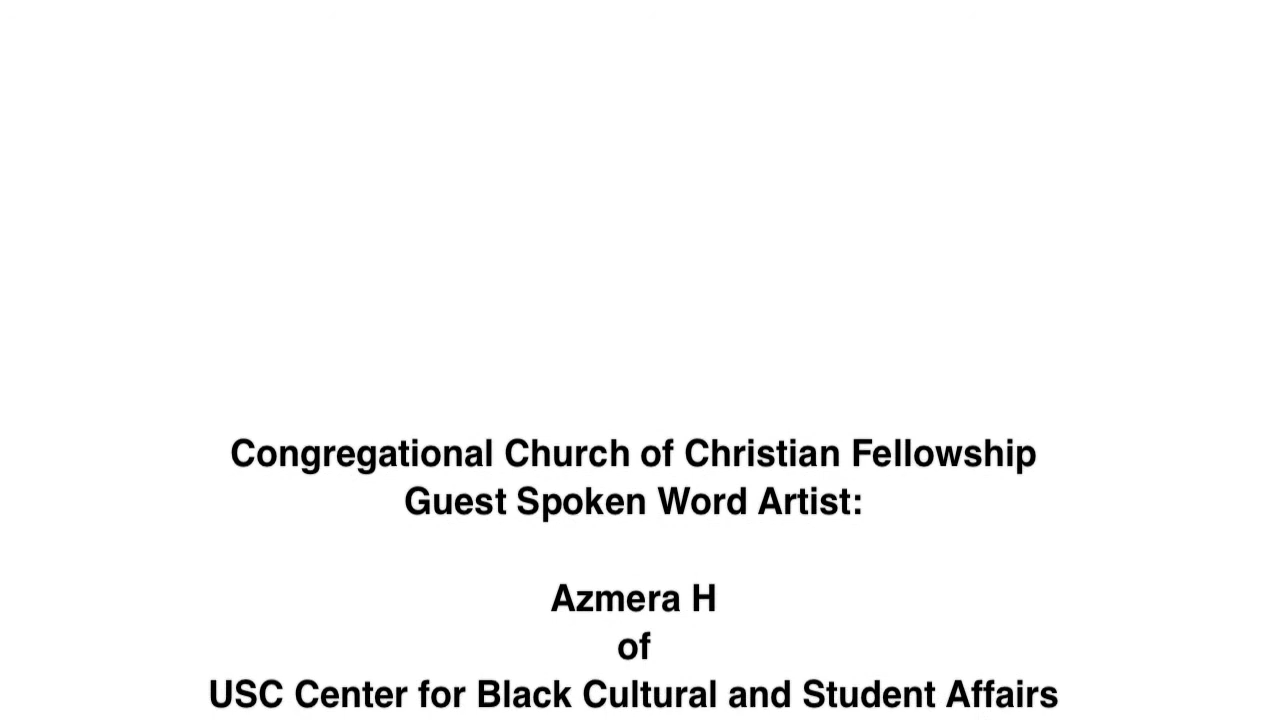 Congregational Church of Christian Fellowship
Guest Spoken Word Artist:
Azmera H
of
USC Center for Black Cultural and Student Affairs